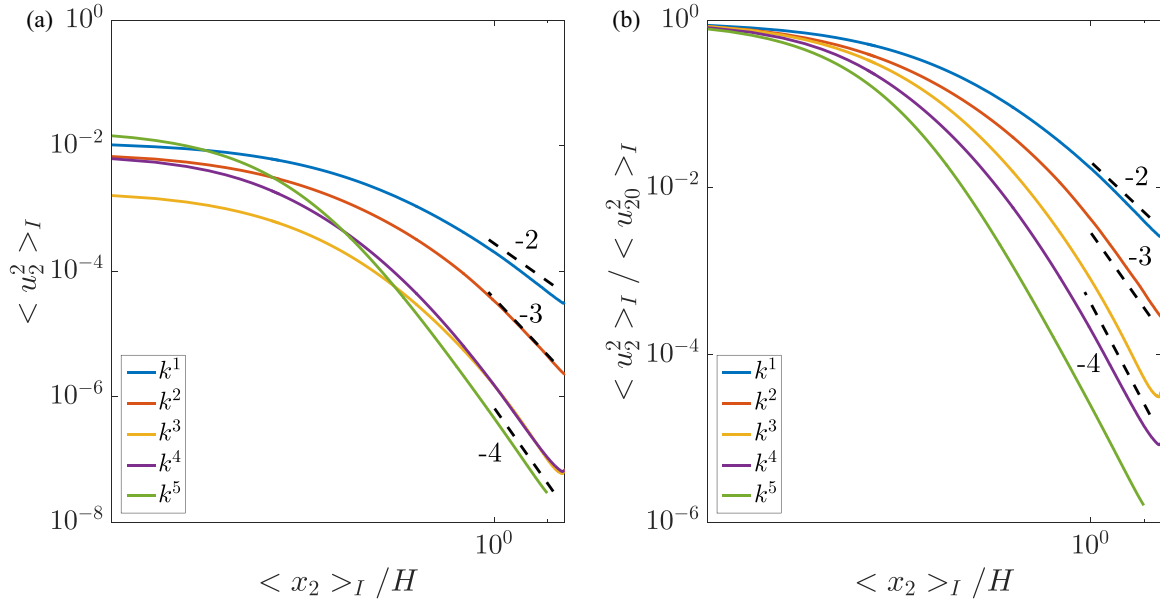 (a)
10^0
10^-2
10^-4
10^-6
10^-8
< u_2^2 >_I
-2
-3
-4
k^1
k^2
k^3
k^4
k^5
10^0
< x_2 >_I /H
(b)
10^0
10^-2
10^-4
10^-6
< u_2^2 >_I / < u_20^2 >_I
-2
-3
-4
k^1
k^2
k^3
k^4
k^5
10^0
< x_2 >_I /H